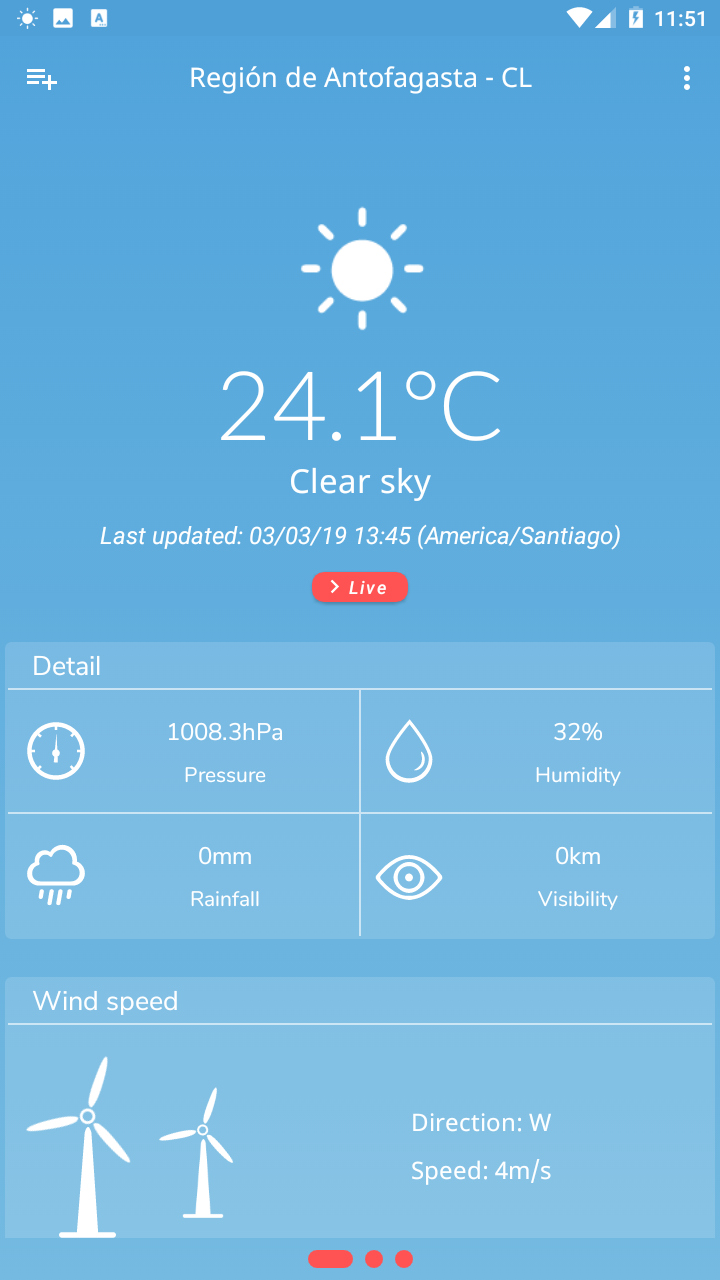 11:51
Región de Antofagasta - CL
24.1°C
Clear sky
Last updated: 03/03/19 13:45 (America/Santiago)
Live
Detail
1008.3hPa
Pressure
32%
Humidity
0mm
Rainfall
0km
Visibility
Wind speed
Direction: W
Speed: 4m/s